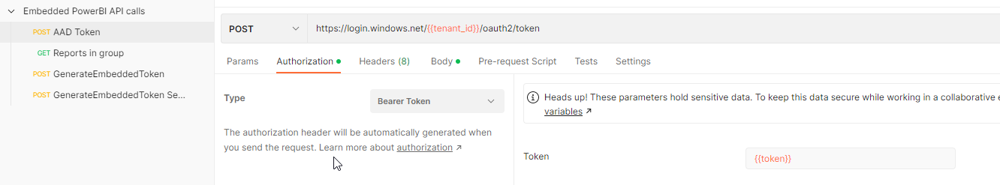 Embedded PowerBI API calls
POST AAD Token
GET Reports in group
POST GenerateEmbeddedToken
POST GenerateEmbeddedToken Se...
POST
https://login.windows.net/{{tenant_id}}/oauth2/token
Params Authorization Headers (8) Body Pre-request Script Tests Settings
Type
Bearer Token
The authorization header will be automatically generated when
you send the request. Learn more about authorization ↗
Heads up! These parameters hold sensitive data. To keep this data secure while working in a collaborative e
variables ↗
Token
{{token}}